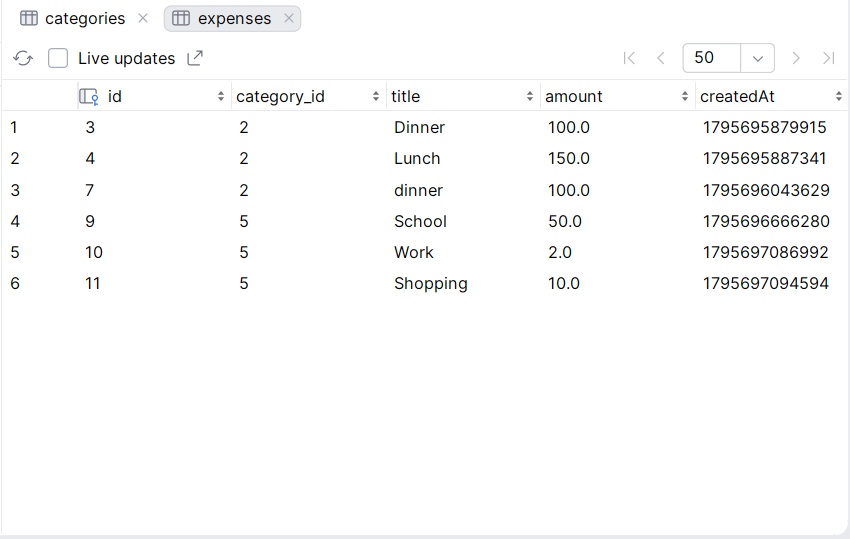 categories expenses
Live updates 50
id category_id title amount createdAt
1 3 2 Dinner 100.0 1795695879915
2 4 2 Lunch 150.0 1795695887341
3 7 2 dinner 100.0 1795696043629
4 9 5 School 50.0 1795696666280
5 10 5 Work 2.0 1795697086992
6 11 5 Shopping 10.0 1795697094594